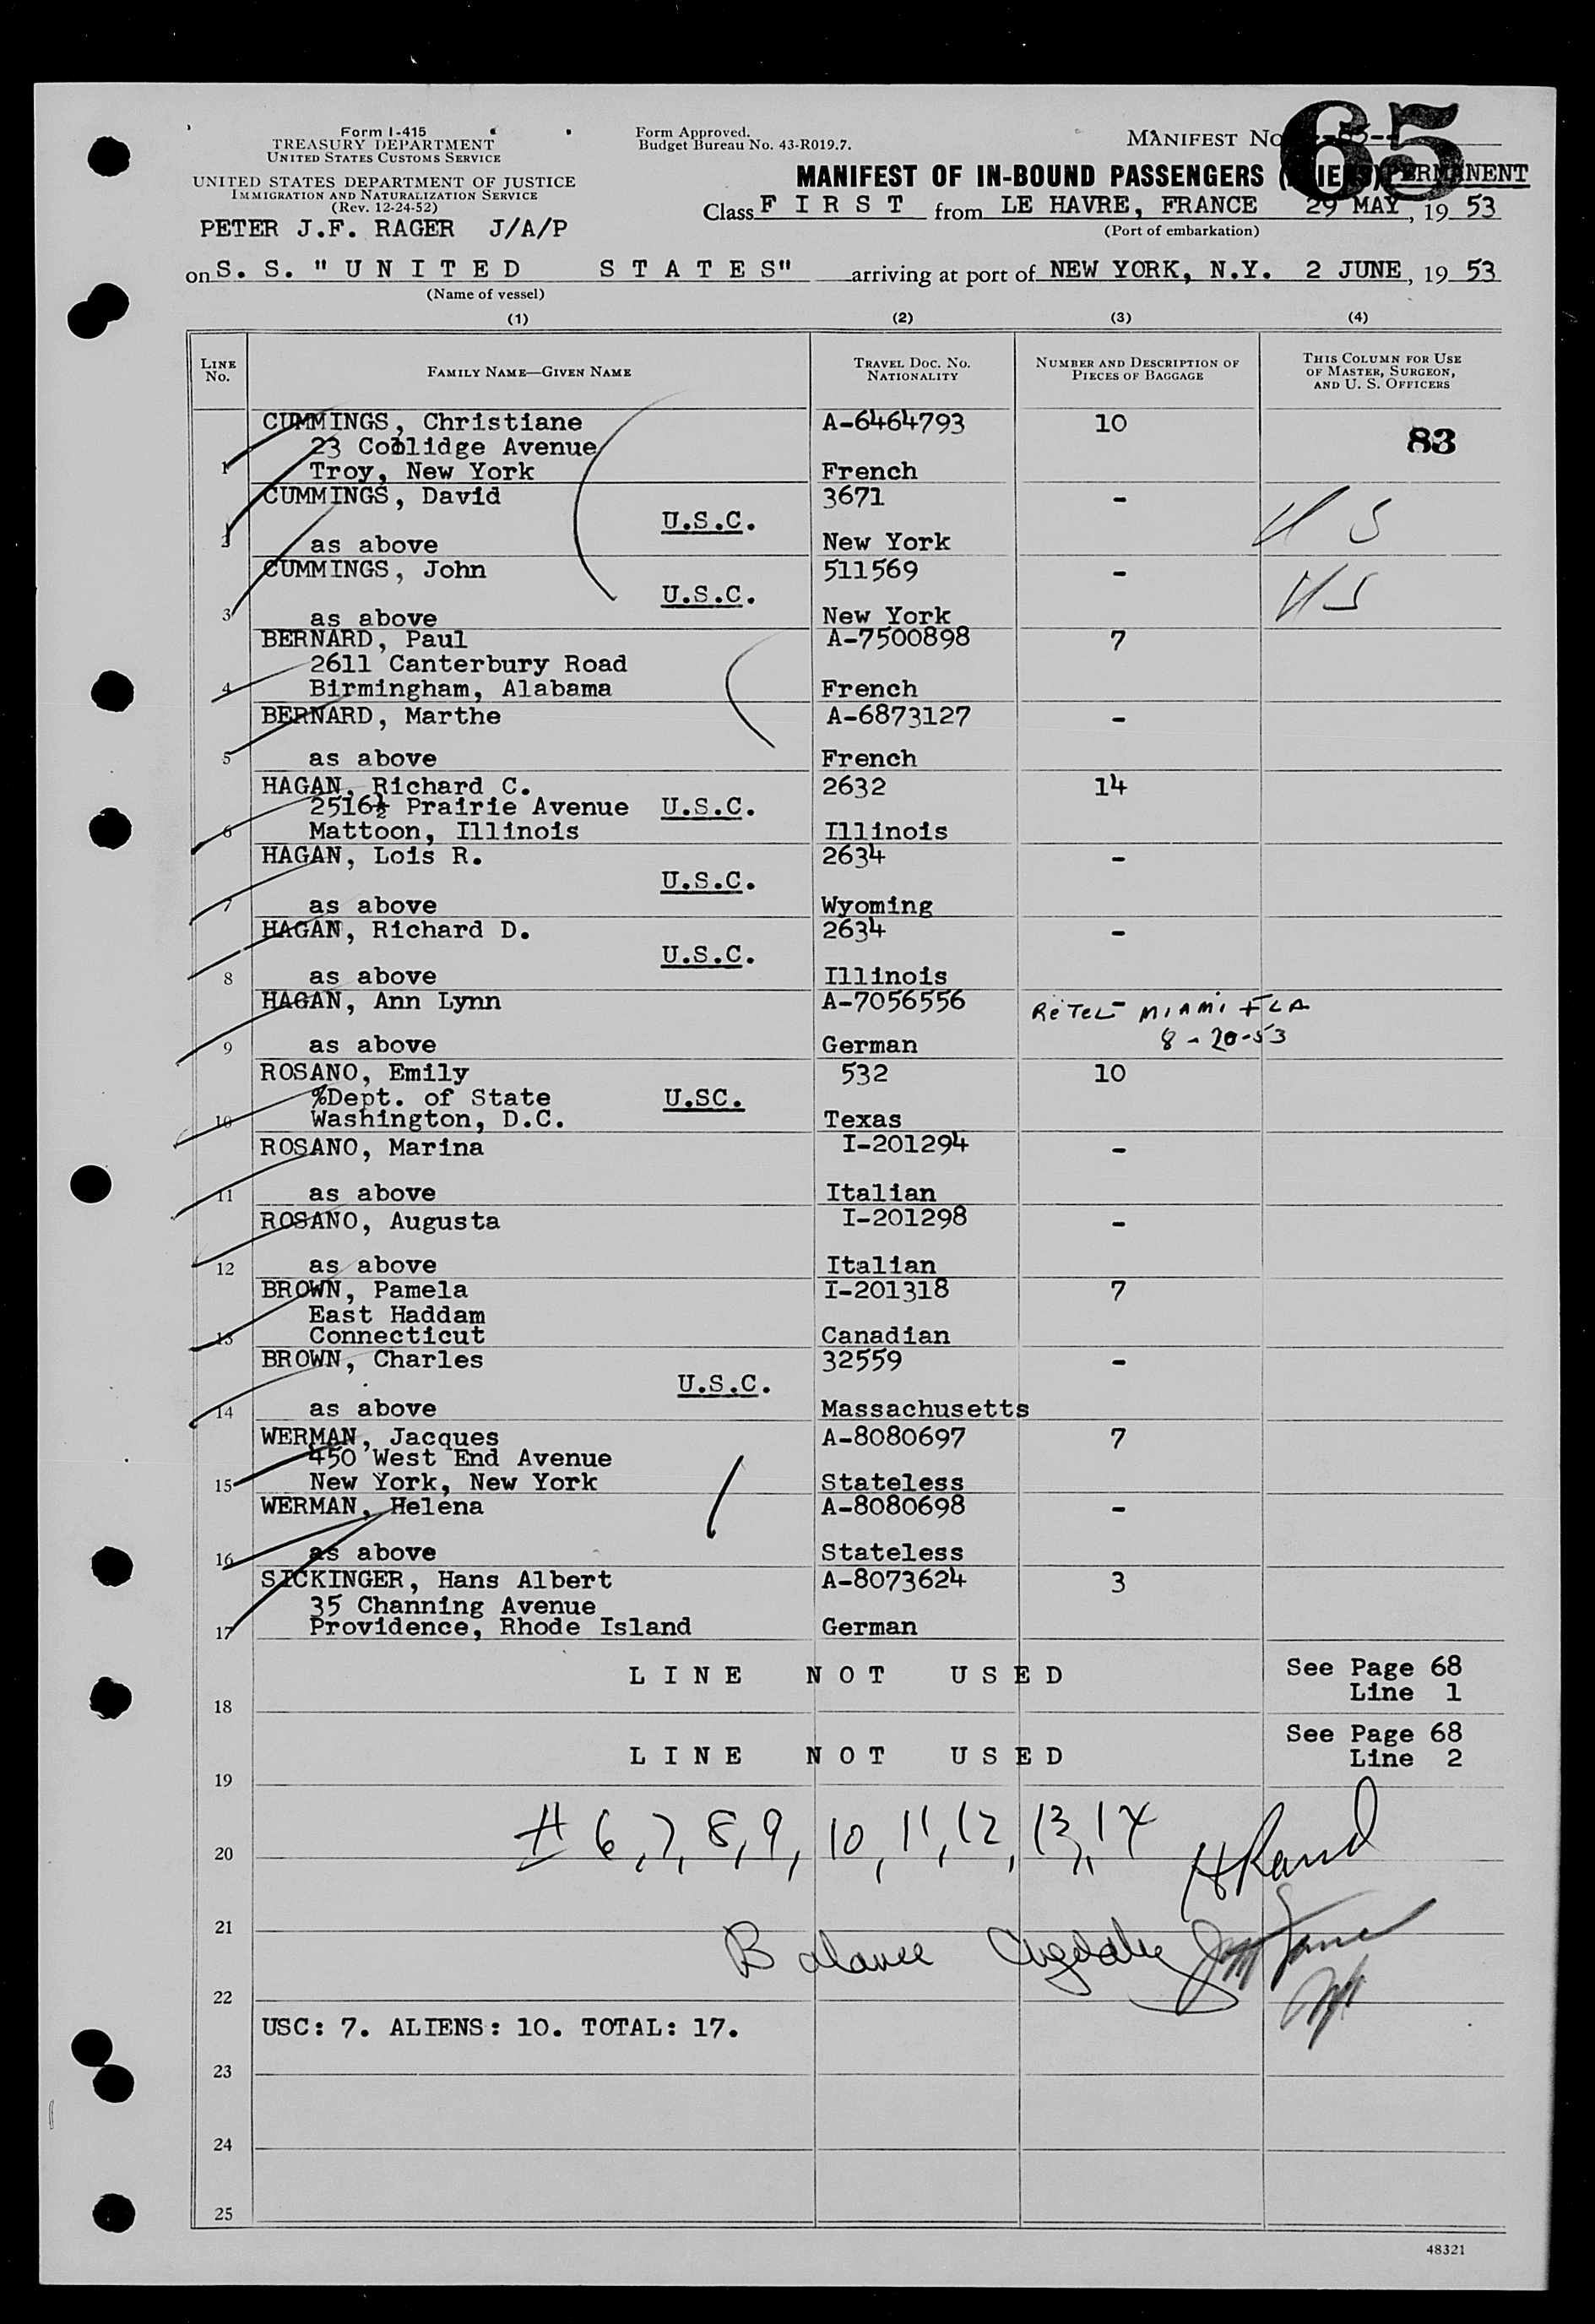 Form I-415
TREASURY DEPARTMENT
UNITED STATES CUSTOMS SERVICE
UNITED STATES DEPARTMENT OF JUSTICE
IMMIGRATION AND NATURALIZATION SERVICE
(Rev. 12-24-52)
PETER J.F. RAGER J/A/P
Form Approved.
Budget Bureau No. 43-R019.7.
MANIFEST No.
65
MANIFEST OF IN-BOUND PASSENGERS PERMANENT
Class F I R S T from LE HAVRE, FRANCE 29 MAY, 19 53
(Port of embarkation)
on S. S. "U N I T E D S T A T E S" arriving at port of NEW YORK, N.Y. 2 JUNE, 19 53
(Name of vessel)
(1) (2) (3) (4)
LINE No. FAMILY NAME—GIVEN NAME TRAVEL DOC. NO. NATIONALITY NUMBER AND DESCRIPTION OF PIECES OF BAGGAGE THIS COLUMN FOR USE OF MASTER, SURGEON, AND U. S. OFFICERS
CUMMINGS, Christiane A-6464793 10
23 Coolidge Avenue 83
1 Troy, New York French
CUMMINGS, David 3671 -
U.S.C. U S
2 as above New York
CUMMINGS, John 511569 -
U.S.C. U S
3 as above New York
BERNARD, Paul A-7500898 7
2611 Canterbury Road
4 Birmingham, Alabama French
BERNARD, Marthe A-6873127 -
5 as above French
HAGAN, Richard C. 2632 14
2516½ Prairie Avenue U.S.C.
6 Mattoon, Illinois Illinois
HAGAN, Lois R. 2634 -
U.S.C.
7 as above Wyoming
HAGAN, Richard D. 2634 -
U.S.C.
8 as above Illinois
HAGAN, Ann Lynn A-7056556 ReTel- MIAMI FLA
9 as above German 8-20-53
ROSANO, Emily 532 10
%Dept. of State U.SC.
10 Washington, D.C. Texas
ROSANO, Marina I-201294 -
11 as above Italian
ROSANO, Augusta I-201298 -
12 as above Italian
BROWN, Pamela I-201318 7
East Haddam
13 Connecticut Canadian
BROWN, Charles 32559 -
U.S.C.
14 as above Massachusetts
WERMAN, Jacques A-8080697 7
450 West End Avenue
15 New York, New York Stateless
WERMAN, Helena A-8080698 -
16 as above Stateless
SICKINGER, Hans Albert A-8073624 3
35 Channing Avenue
17 Providence, Rhode Island German
L I N E N O T U S E D See Page 68
18 Line 1
L I N E N O T U S E D See Page 68
19 Line 2
20 # 6, 7, 8, 9, 10, 11, 12, 13, 14
21
Balance
22
USC: 7. ALIENS: 10. TOTAL: 17.
23
24
25
48321